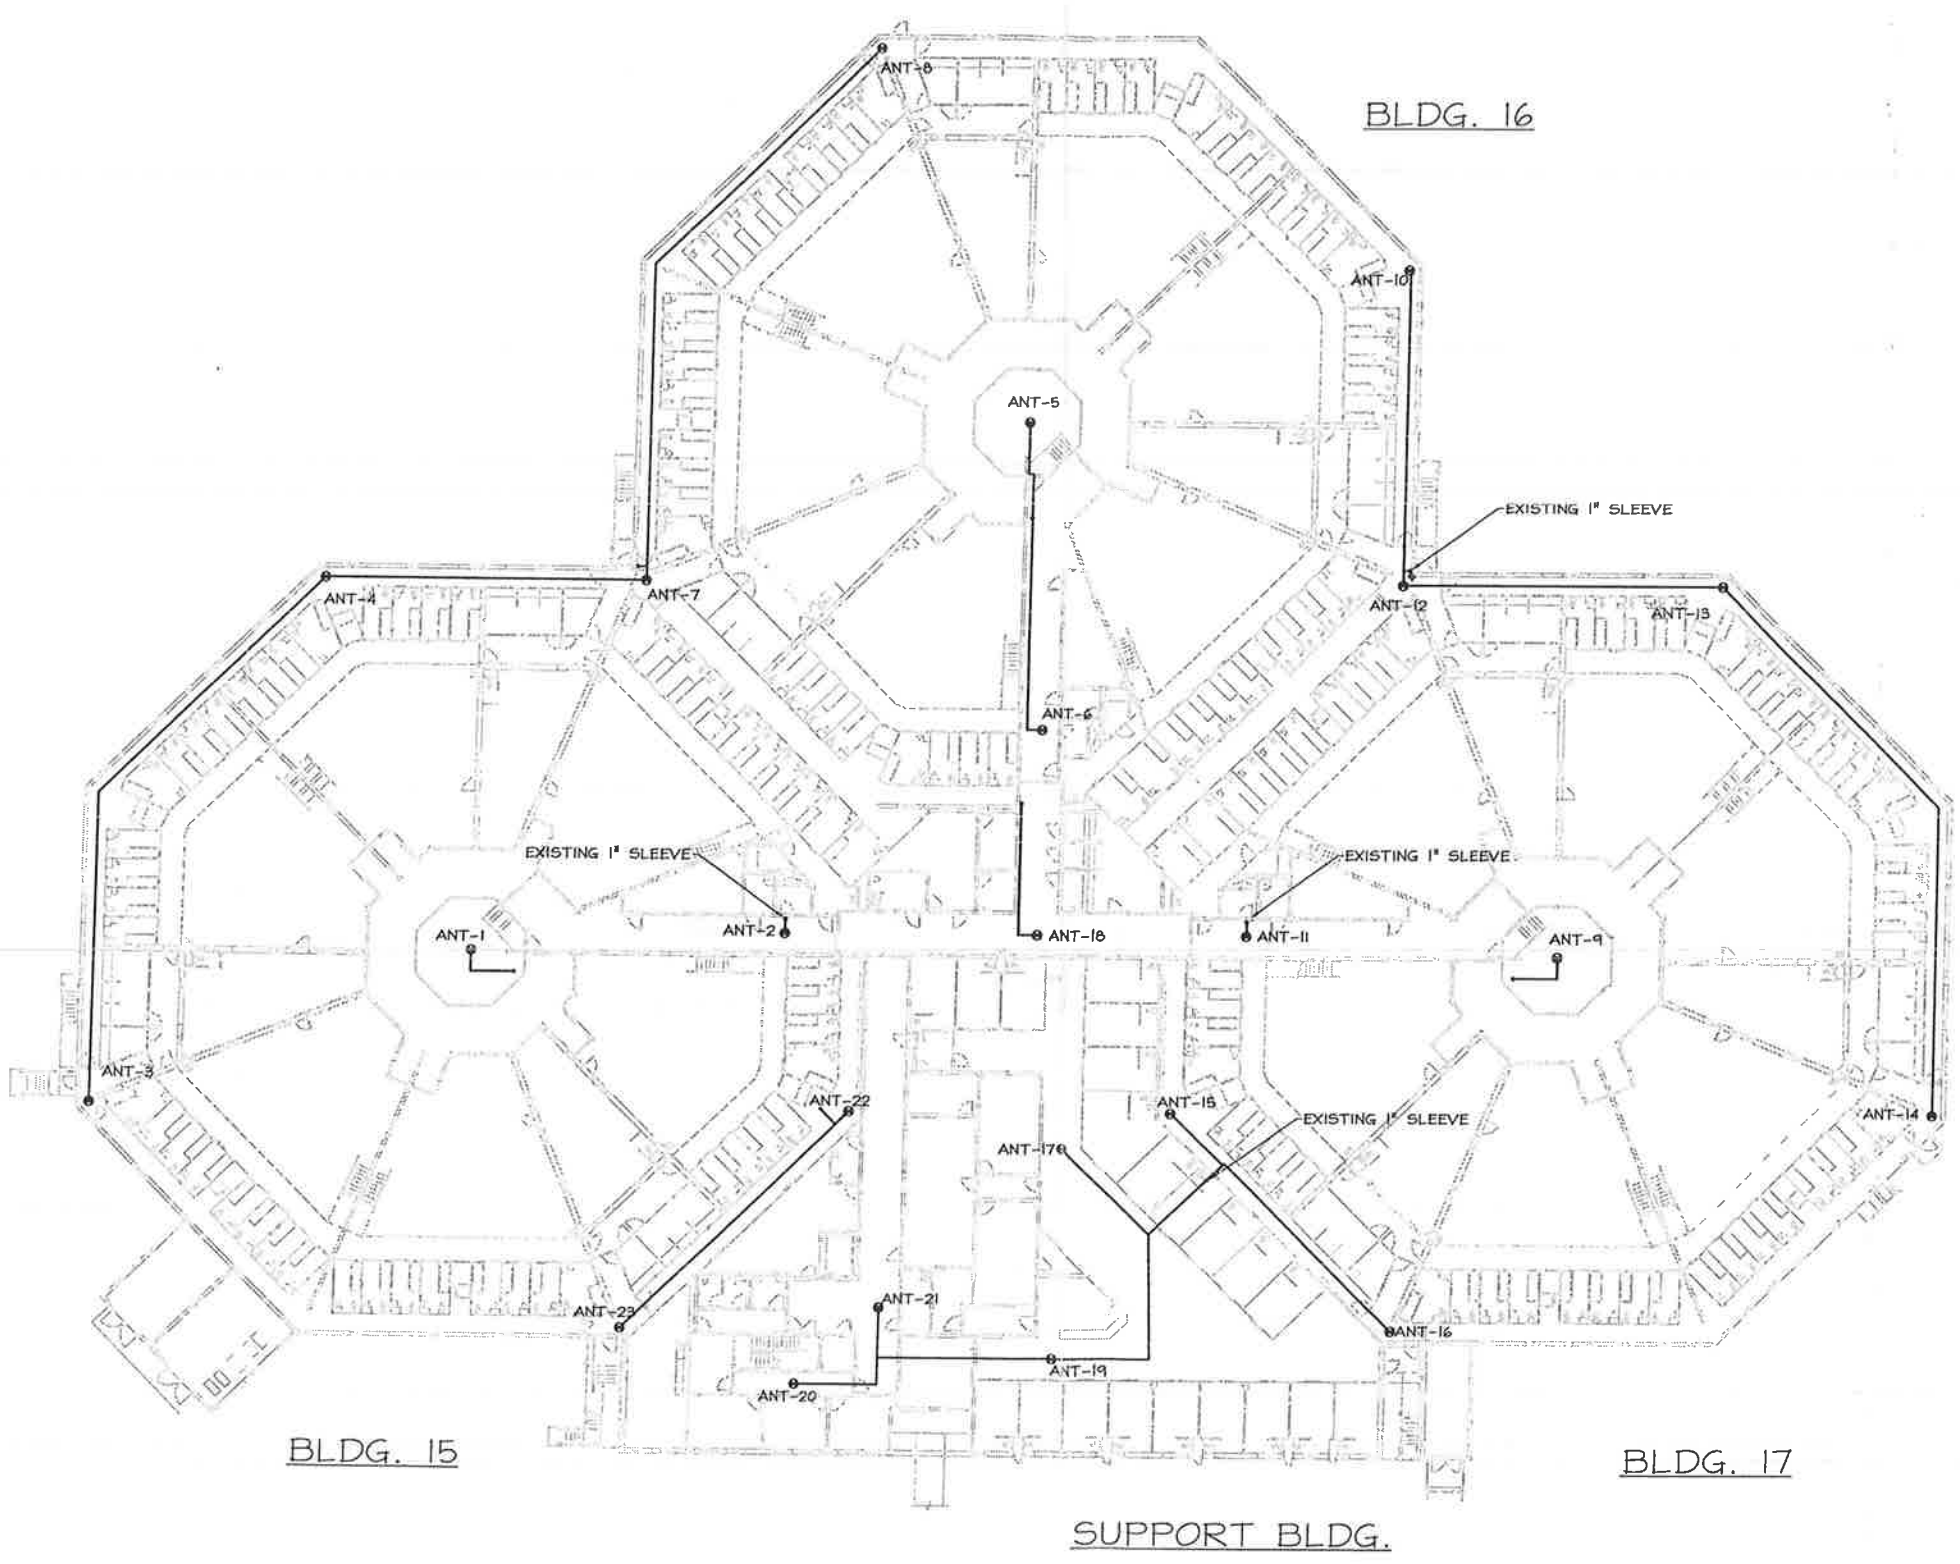 ANT-8
BLDG. 16
ANT-10
ANT-5
EXISTING 1" SLEEVE
ANT-4
ANT-7
ANT-12
ANT-13
ANT-6
EXISTING 1" SLEEVE
EXISTING 1" SLEEVE
ANT-1
ANT-2
ANT-18
ANT-11
ANT-9
ANT-3
ANT-22
ANT-15
EXISTING 1" SLEEVE
ANT-14
ANT-17
ANT-21
ANT-23
ANT-16
ANT-19
ANT-20
BLDG. 15
BLDG. 17
SUPPORT BLDG.